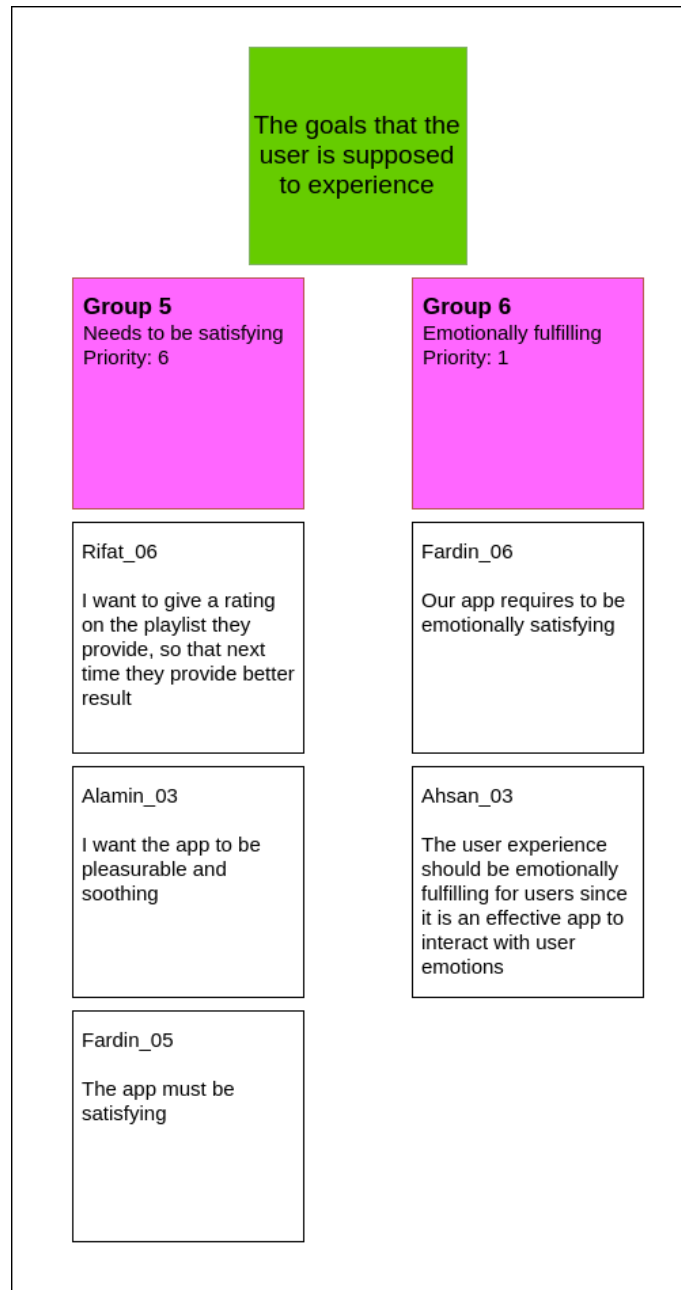 The goals that the
user is supposed
to experience
Group 5
Needs to be satisfying
Priority: 6
Rifat_06
I want to give a rating
on the playlist they
provide, so that next
time they provide better
result
Alamin_03
I want the app to be
pleasurable and
soothing
Fardin_05
The app must be
satisfying
Group 6
Emotionally fulfilling
Priority: 1
Fardin_06
Our app requires to be
emotionally satisfying
Ahsan_03
The user experience
should be emotionally
fulfilling for users since
it is an effective app to
interact with user
emotions